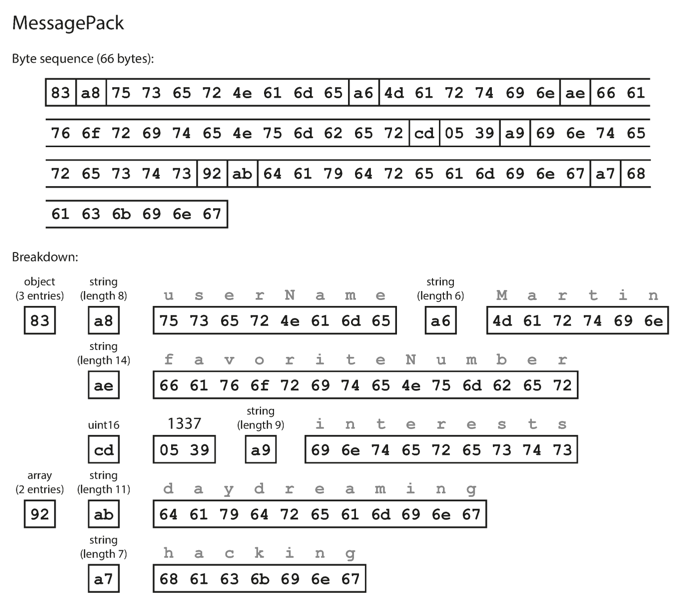 MessagePack
Byte sequence (66 bytes):
83 a8 75 73 65 72 4e 61 6d 65 a6 4d 61 72 74 69 6e ae 66 61
76 6f 72 69 74 65 4e 75 6d 62 65 72 cd 05 39 a9 69 6e 74 65
72 65 73 74 73 92 ab 64 61 79 64 72 65 61 6d 69 6e 67 a7 68
61 63 6b 69 6e 67
Breakdown:
object string string
(3 entries) (length 8) u s e r N a m e (length 6) M a r t i n
83 a8 75 73 65 72 4e 61 6d 65 a6 4d 61 72 74 69 6e
string
(length 14) f a v o r i t e N u m b e r
ae 66 61 76 6f 72 69 74 65 4e 75 6d 62 65 72
string
uint16 1337 (length 9) i n t e r e s t s
cd 05 39 a9 69 6e 74 65 72 65 73 74 73
array string
(2 entries) (length 11) d a y d r e a m i n g
92 ab 64 61 79 64 72 65 61 6d 69 6e 67
string
(length 7) h a c k i n g
a7 68 61 63 6b 69 6e 67